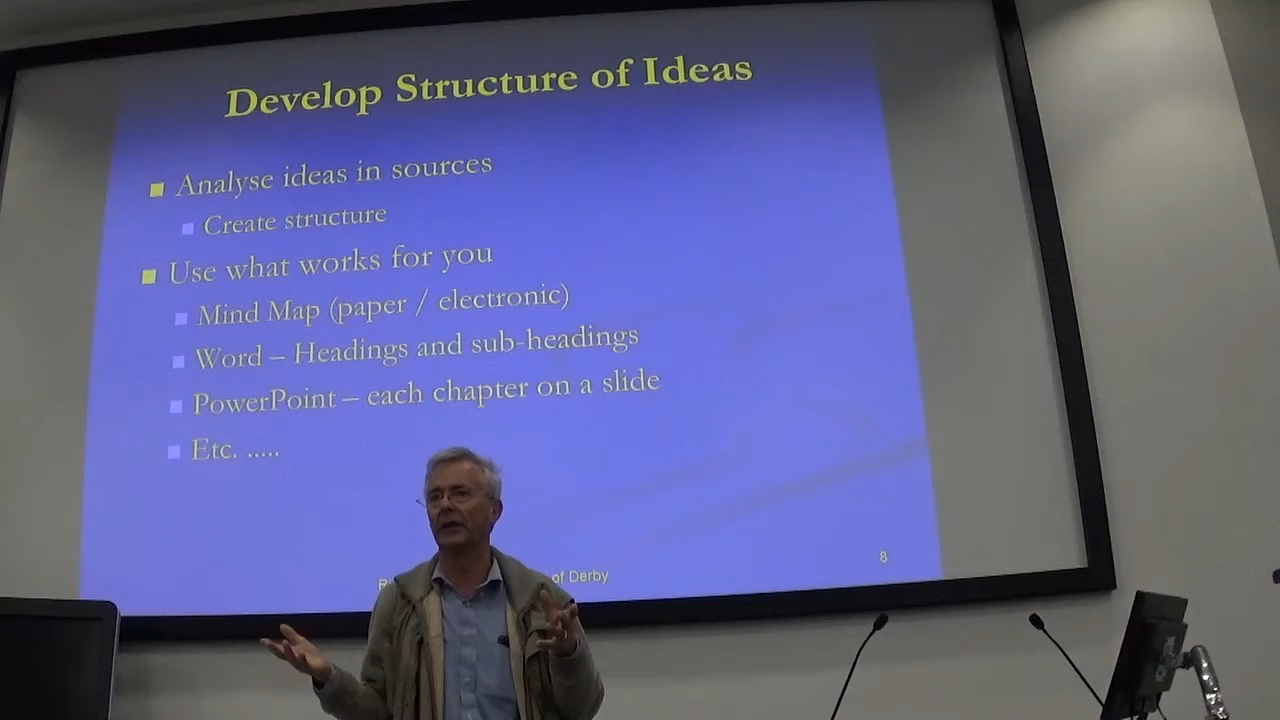 Develop Structure of Ideas
Analyse ideas in sources
Create structure
Use what works for you
Mind Map (paper / electronic)
Word – Headings and sub-headings
PowerPoint – each chapter on a slide
Etc. .....
of Derby
8